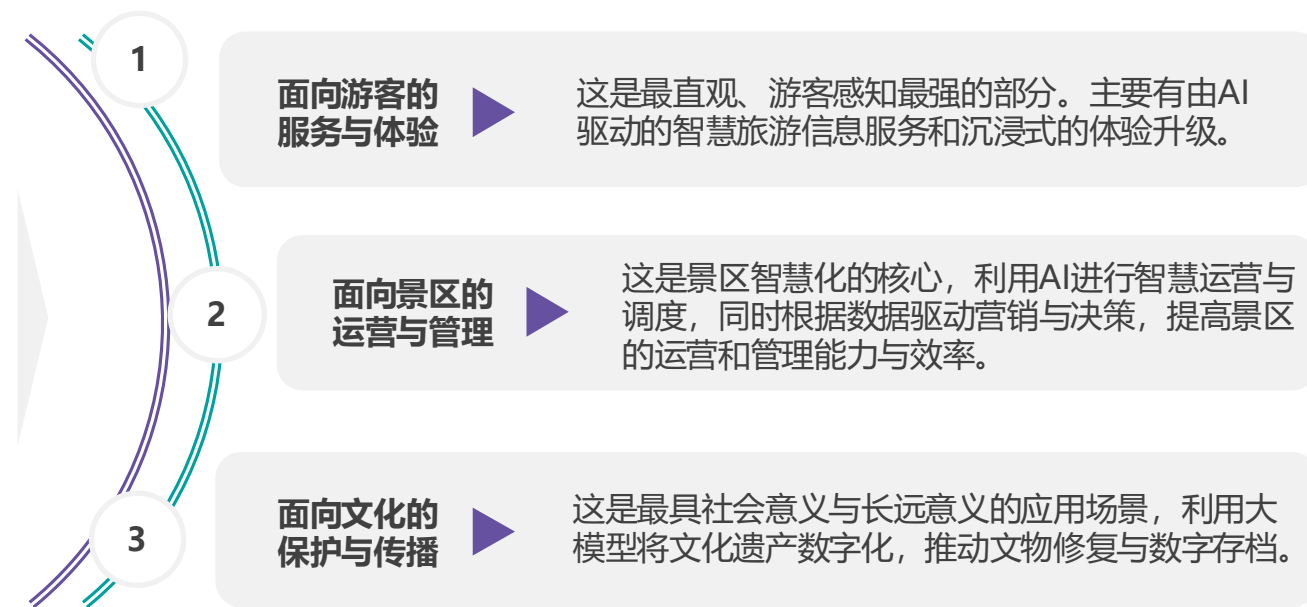 1
面向游客的
服务与体验
这是最直观、游客感知最强的部分。主要有由AI
驱动的智慧旅游信息服务和沉浸式的体验升级。
2
面向景区的
运营与管理
这是景区智慧化的核心，利用AI进行智慧运营与
调度，同时根据数据驱动营销与决策，提高景区
的运营和管理能力与效率。
3
面向文化的
保护与传播
这是最具社会意义与长远意义的应用场景，利用大
模型将文化遗产数字化，推动文物修复与数字存档。